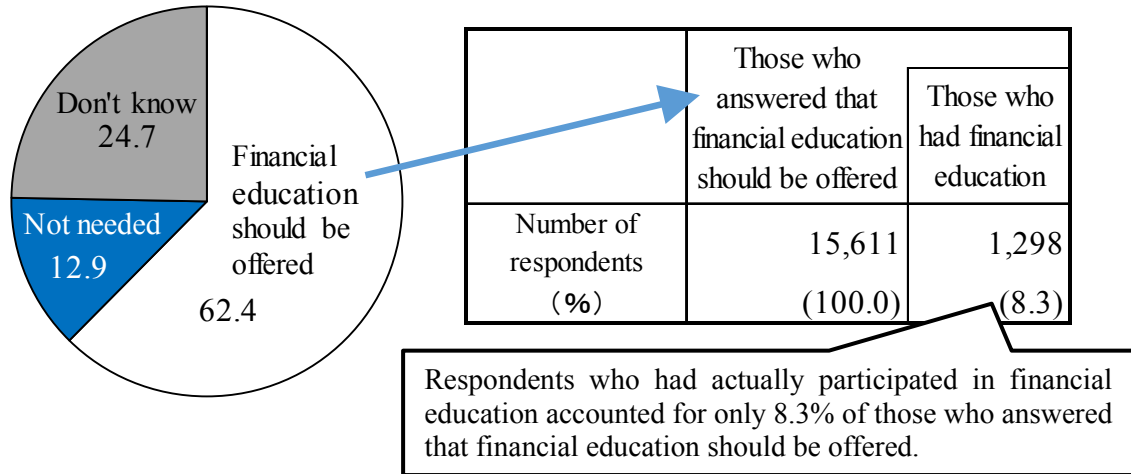 Don't know
24.7
Not needed
12.9
Financial
education
should be
offered
62.4
Those who
answered that
financial education
should be offered
Those who
had financial
education
Number of
respondents
（%）
15,611
(100.0)
1,298
(8.3)
Respondents who had actually participated in financial
education accounted for only 8.3% of those who answered
that financial education should be offered.